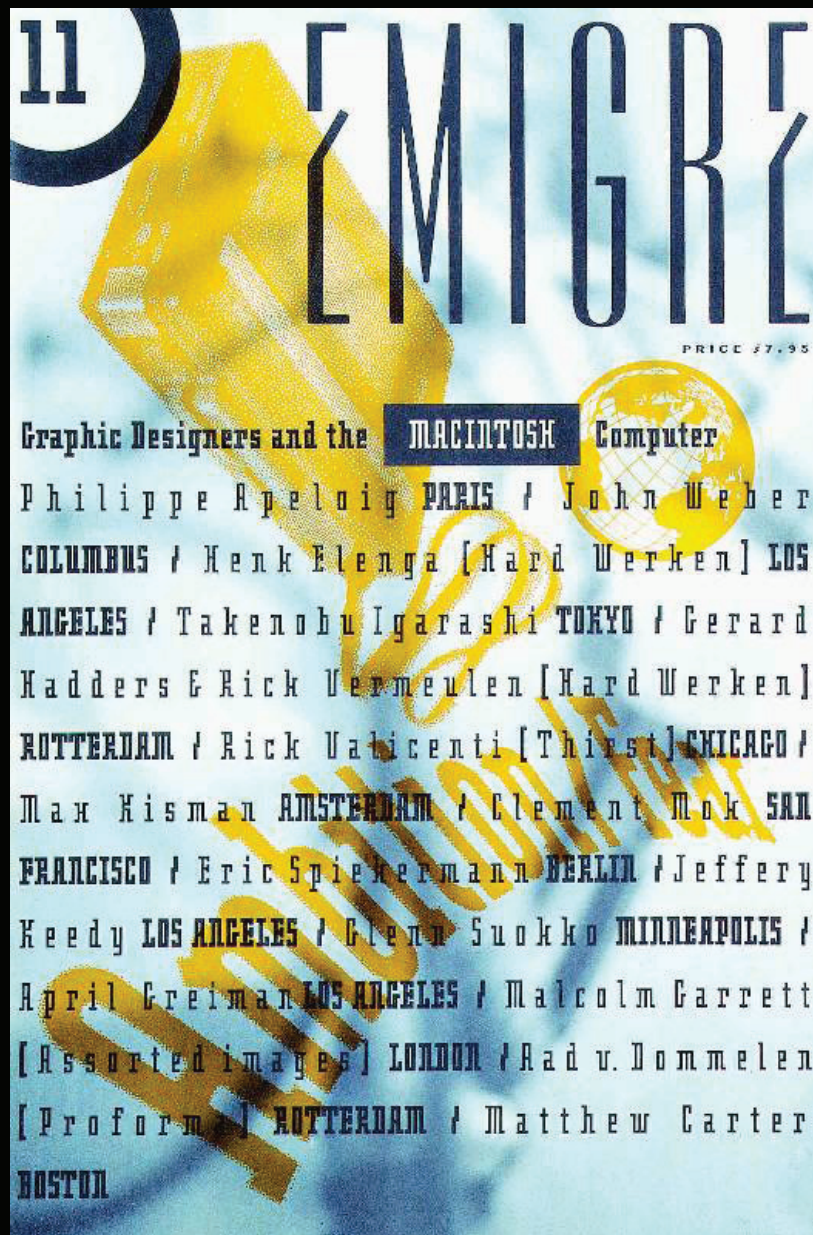 11
EMIGRE
PRICE $7.95
Graphic Designers and the MACINTOSH Computer
Philippe Apeloig PARIS / John Weber
COLUMBUS / Henk Elenga [Hard Werken] LOS
ANGELES / Takenobu Igarashi TOKYO / Gerard
Hadders & Rick Vermeulen [Hard Werken]
ROTTERDAM / Rick Valicenti [Thirst] CHICAGO /
Max Kisman AMSTERDAM / Clement Mok SAN
FRANCISCO / Eric Spiekermann BERLIN / Jeffery
Keedy LOS ANGELES / Glenn Suokko MINNEAPOLIS /
April Greiman LOS ANGELES / Malcolm Garrett
[Assorted images] LONDON / Aad v. Dommelen
[Proforma] ROTTERDAM / Matthew Carter
BOSTON
Ambition/Fear